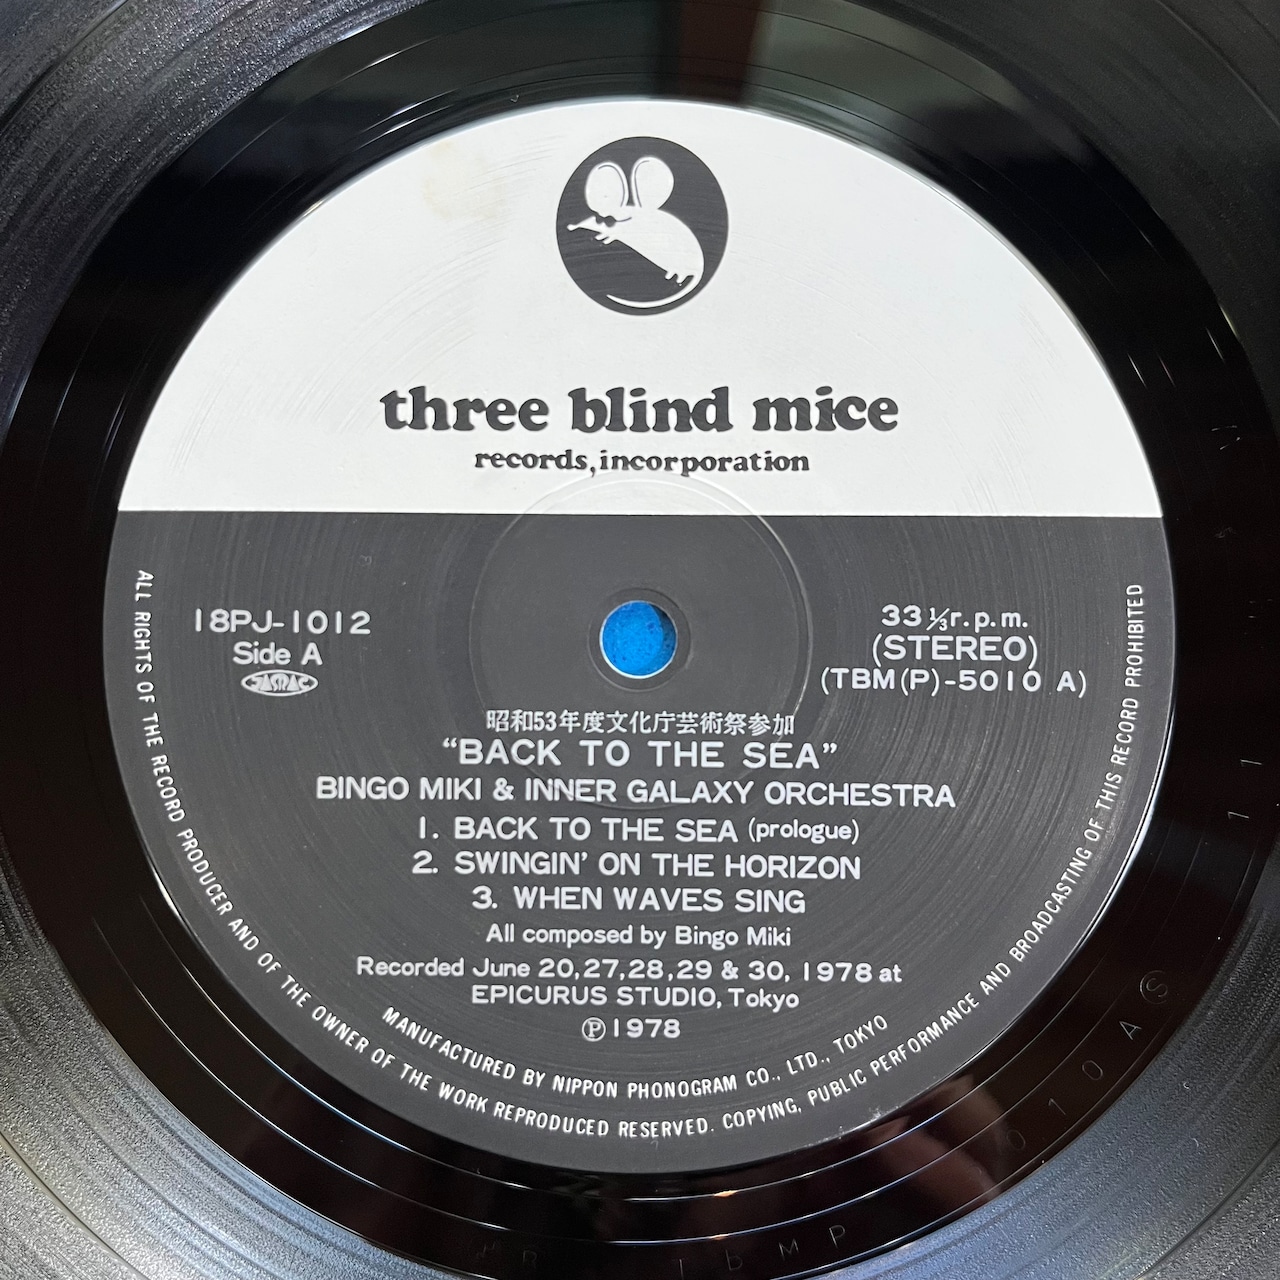 three blind mice
records, incorporation
18PJ-1012
Side A
JASRAC
33⅓r.p.m.
(STEREO)
(TBM(P)-5010 A)
昭和53年度文化庁芸術祭参加
“BACK TO THE SEA”
BINGO MIKI & INNER GALAXY ORCHESTRA
1. BACK TO THE SEA (prologue)
2. SWINGIN’ ON THE HORIZON
3. WHEN WAVES SING
All composed by Bingo Miki
Recorded June 20,27,28,29 & 30, 1978 at
EPICURUS STUDIO, Tokyo
Ⓟ1978
MANUFACTURED BY NIPPON PHONOGRAM CO., LTD., TOKYO
ALL RIGHTS OF THE RECORD PRODUCER AND OF THE OWNER OF THE WORK REPRODUCED RESERVED. COPYING, PUBLIC PERFORMANCE AND BROADCASTING OF THIS RECORD PROHIBITED